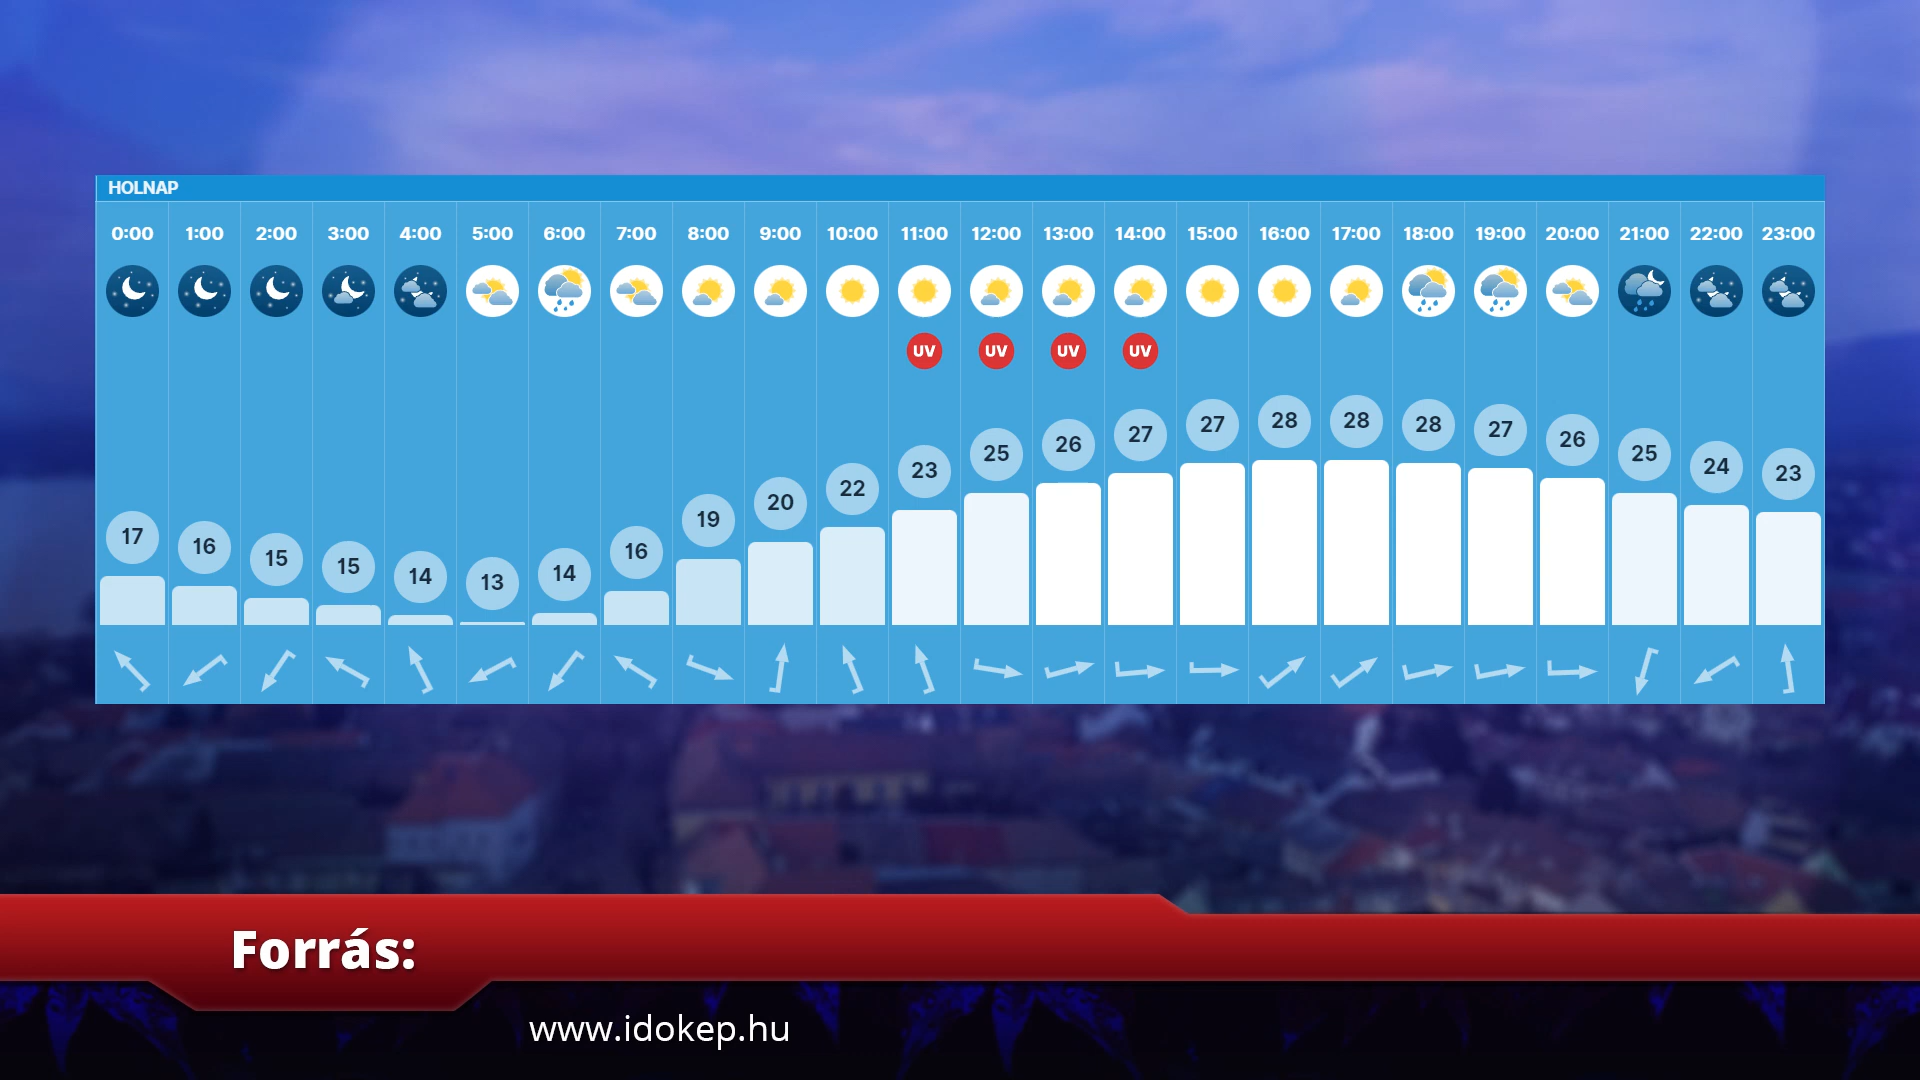 HOLNAP
0:00 1:00 2:00 3:00 4:00 5:00 6:00 7:00 8:00 9:00 10:00 11:00 12:00 13:00 14:00 15:00 16:00 17:00 18:00 19:00 20:00 21:00 22:00 23:00
UV UV UV UV
17 16 15 15 14 13 14 16 19 20 22 23 25 26 27 27 28 28 28 27 26 25 24 23
Forrás:
www.idokep.hu